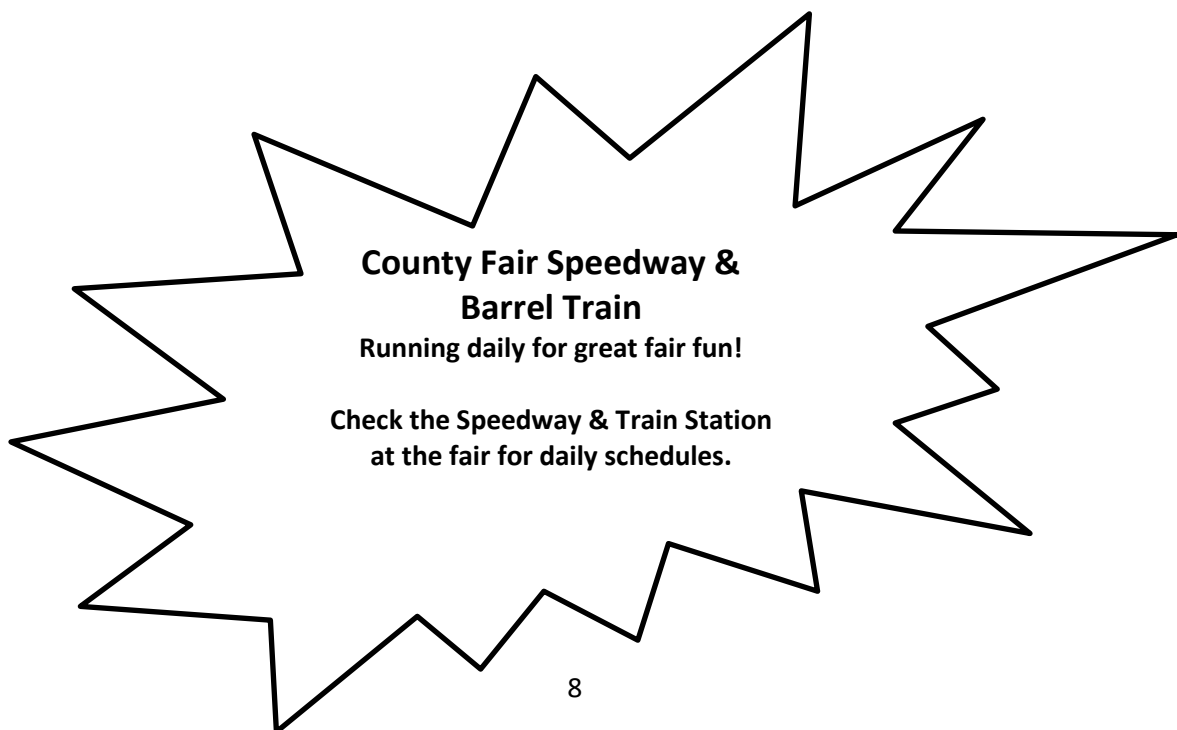 County Fair Speedway &
Barrel Train
Running daily for great fair fun!
Check the Speedway & Train Station
at the fair for daily schedules.
8